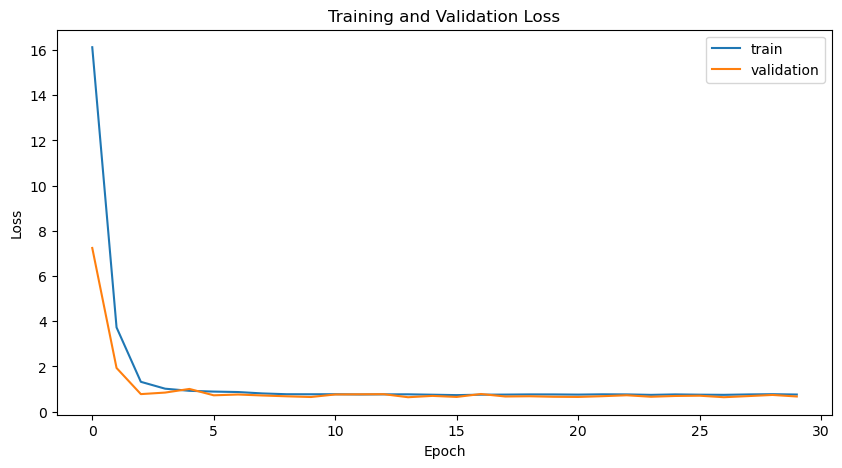 Training and Validation Loss
train
validation
16
14
12
10
8
6
4
2
0
Loss
0 5 10 15 20 25 30
Epoch